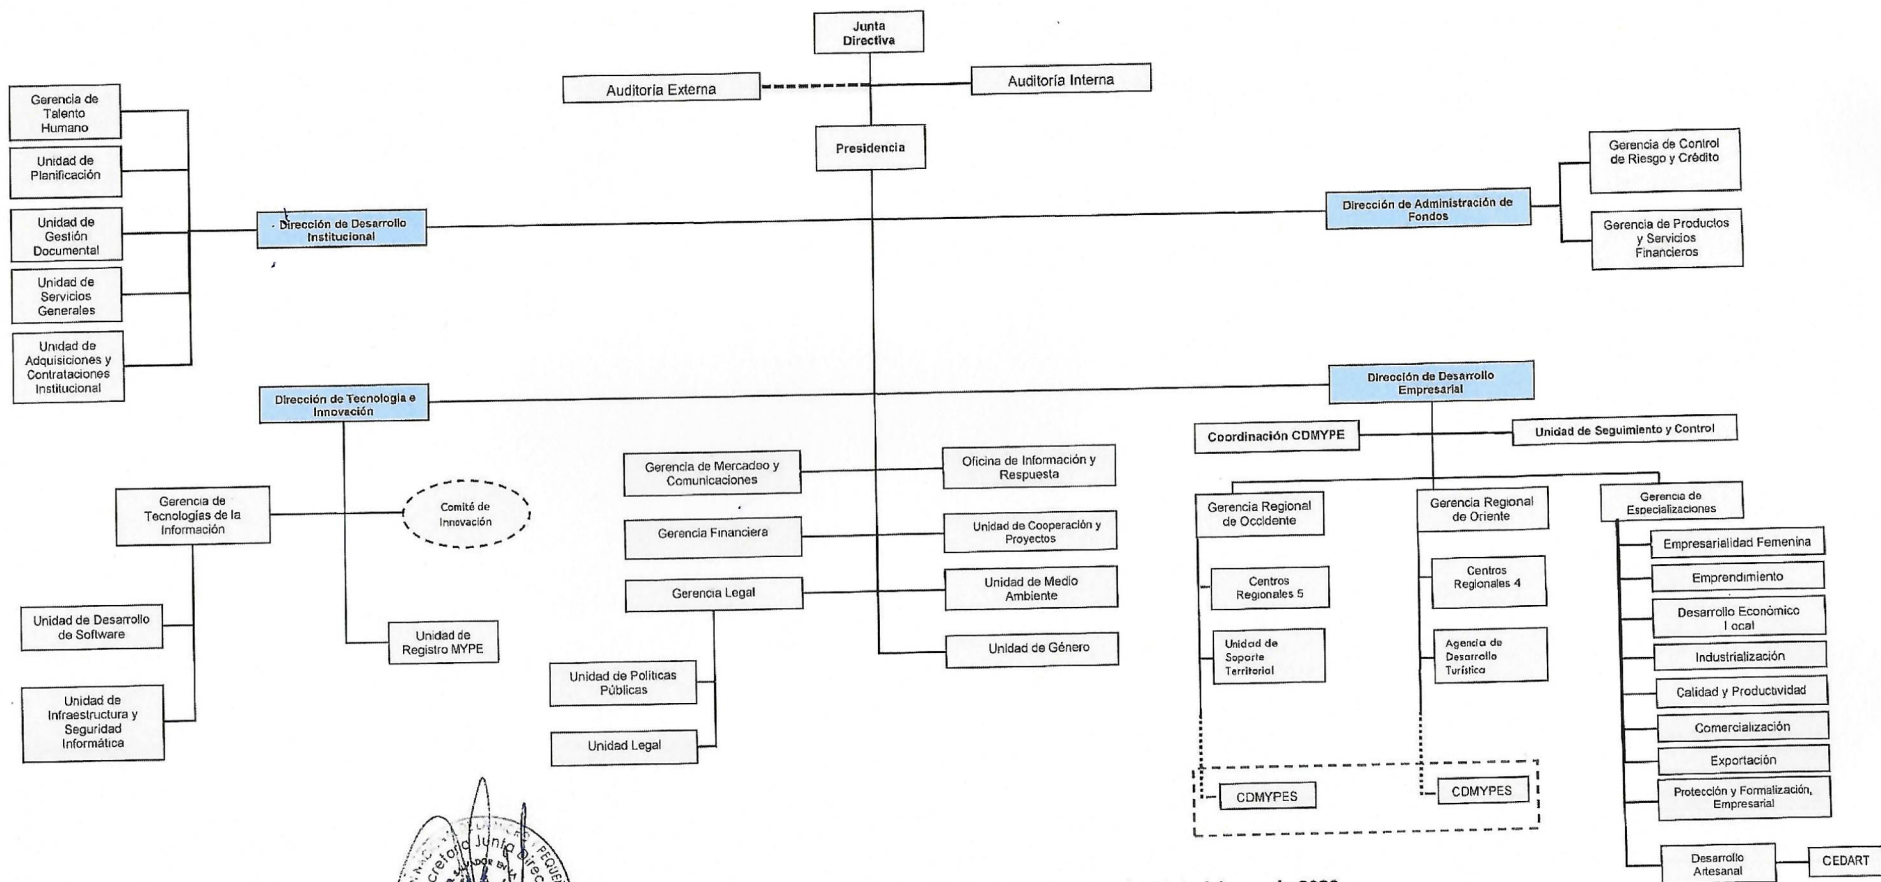 Junta
Directiva
Auditoría Externa
Auditoría Interna
Presidencia
Gerencia de
Talento
Humano
Unidad de
Planificación
Unidad de
Gestión
Documental
Unidad de
Servicios
Generales
Unidad de
Adquisiciones y
Contrataciones
Institucional
Dirección de Desarrollo
Institucional
Dirección de Administración de
Fondos
Gerencia de Control
de Riesgo y Crédito
Gerencia de Productos
y Servicios
Financieros
Dirección de Tecnología e
Innovación
Dirección de Desarrollo
Empresarial
Coordinación CDMYPE
Unidad de Seguimiento y Control
Gerencia de
Tecnologías de la
Información
Comité de
Innovación
Unidad de Desarrollo
de Software
Unidad de
Infraestructura y
Seguridad
Informática
Unidad de
Registro MYPE
Gerencia de Mercadeo y
Comunicaciones
Oficina de Información y
Respuesta
Gerencia Financiera
Unidad de Cooperación y
Proyectos
Gerencia Legal
Unidad de Medio
Ambiente
Unidad de Género
Unidad de Políticas
Públicas
Unidad Legal
Gerencia Regional
de Occidente
Centros
Regionales 5
Unidad de
Soporte
Territorial
CDMYPES
Gerencia Regional
de Oriente
Centros
Regionales 4
Agencia de
Desarrollo
Turística
CDMYPES
Gerencia de
Especializaciones
Empresarialidad Femenina
Emprendimiento
Desarrollo Económico
Local
Industrialización
Calidad y Productividad
Comercialización
Exportación
Protección y Formalización,
Empresarial
Desarrollo
Artesanal
CEDART
Junta Direc